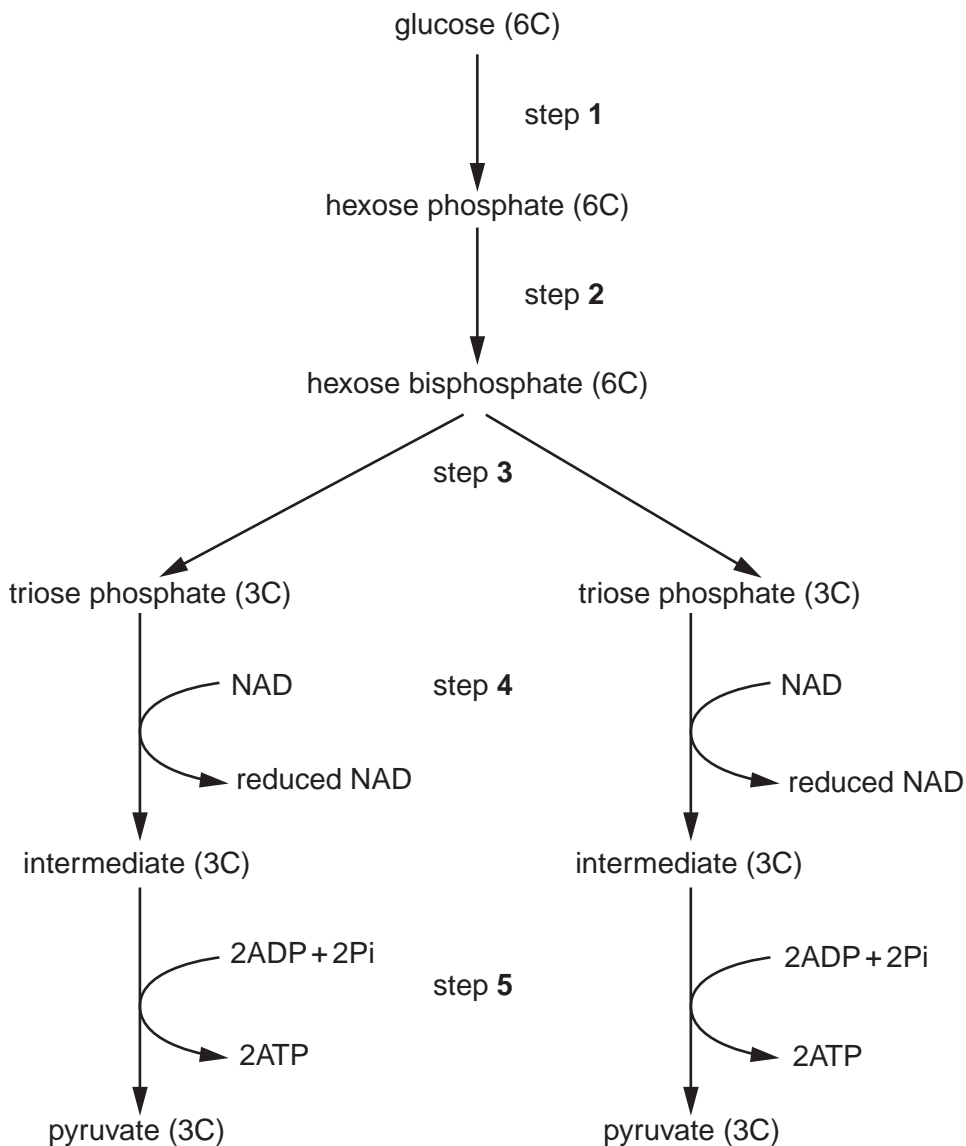 glucose (6C)
step 1
hexose phosphate (6C)
step 2
hexose bisphosphate (6C)
step 3
triose phosphate (3C) triose phosphate (3C)
NAD step 4 NAD
reduced NAD reduced NAD
intermediate (3C) intermediate (3C)
2ADP + 2Pi 2ADP + 2Pi
step 5
2ATP 2ATP
pyruvate (3C) pyruvate (3C)